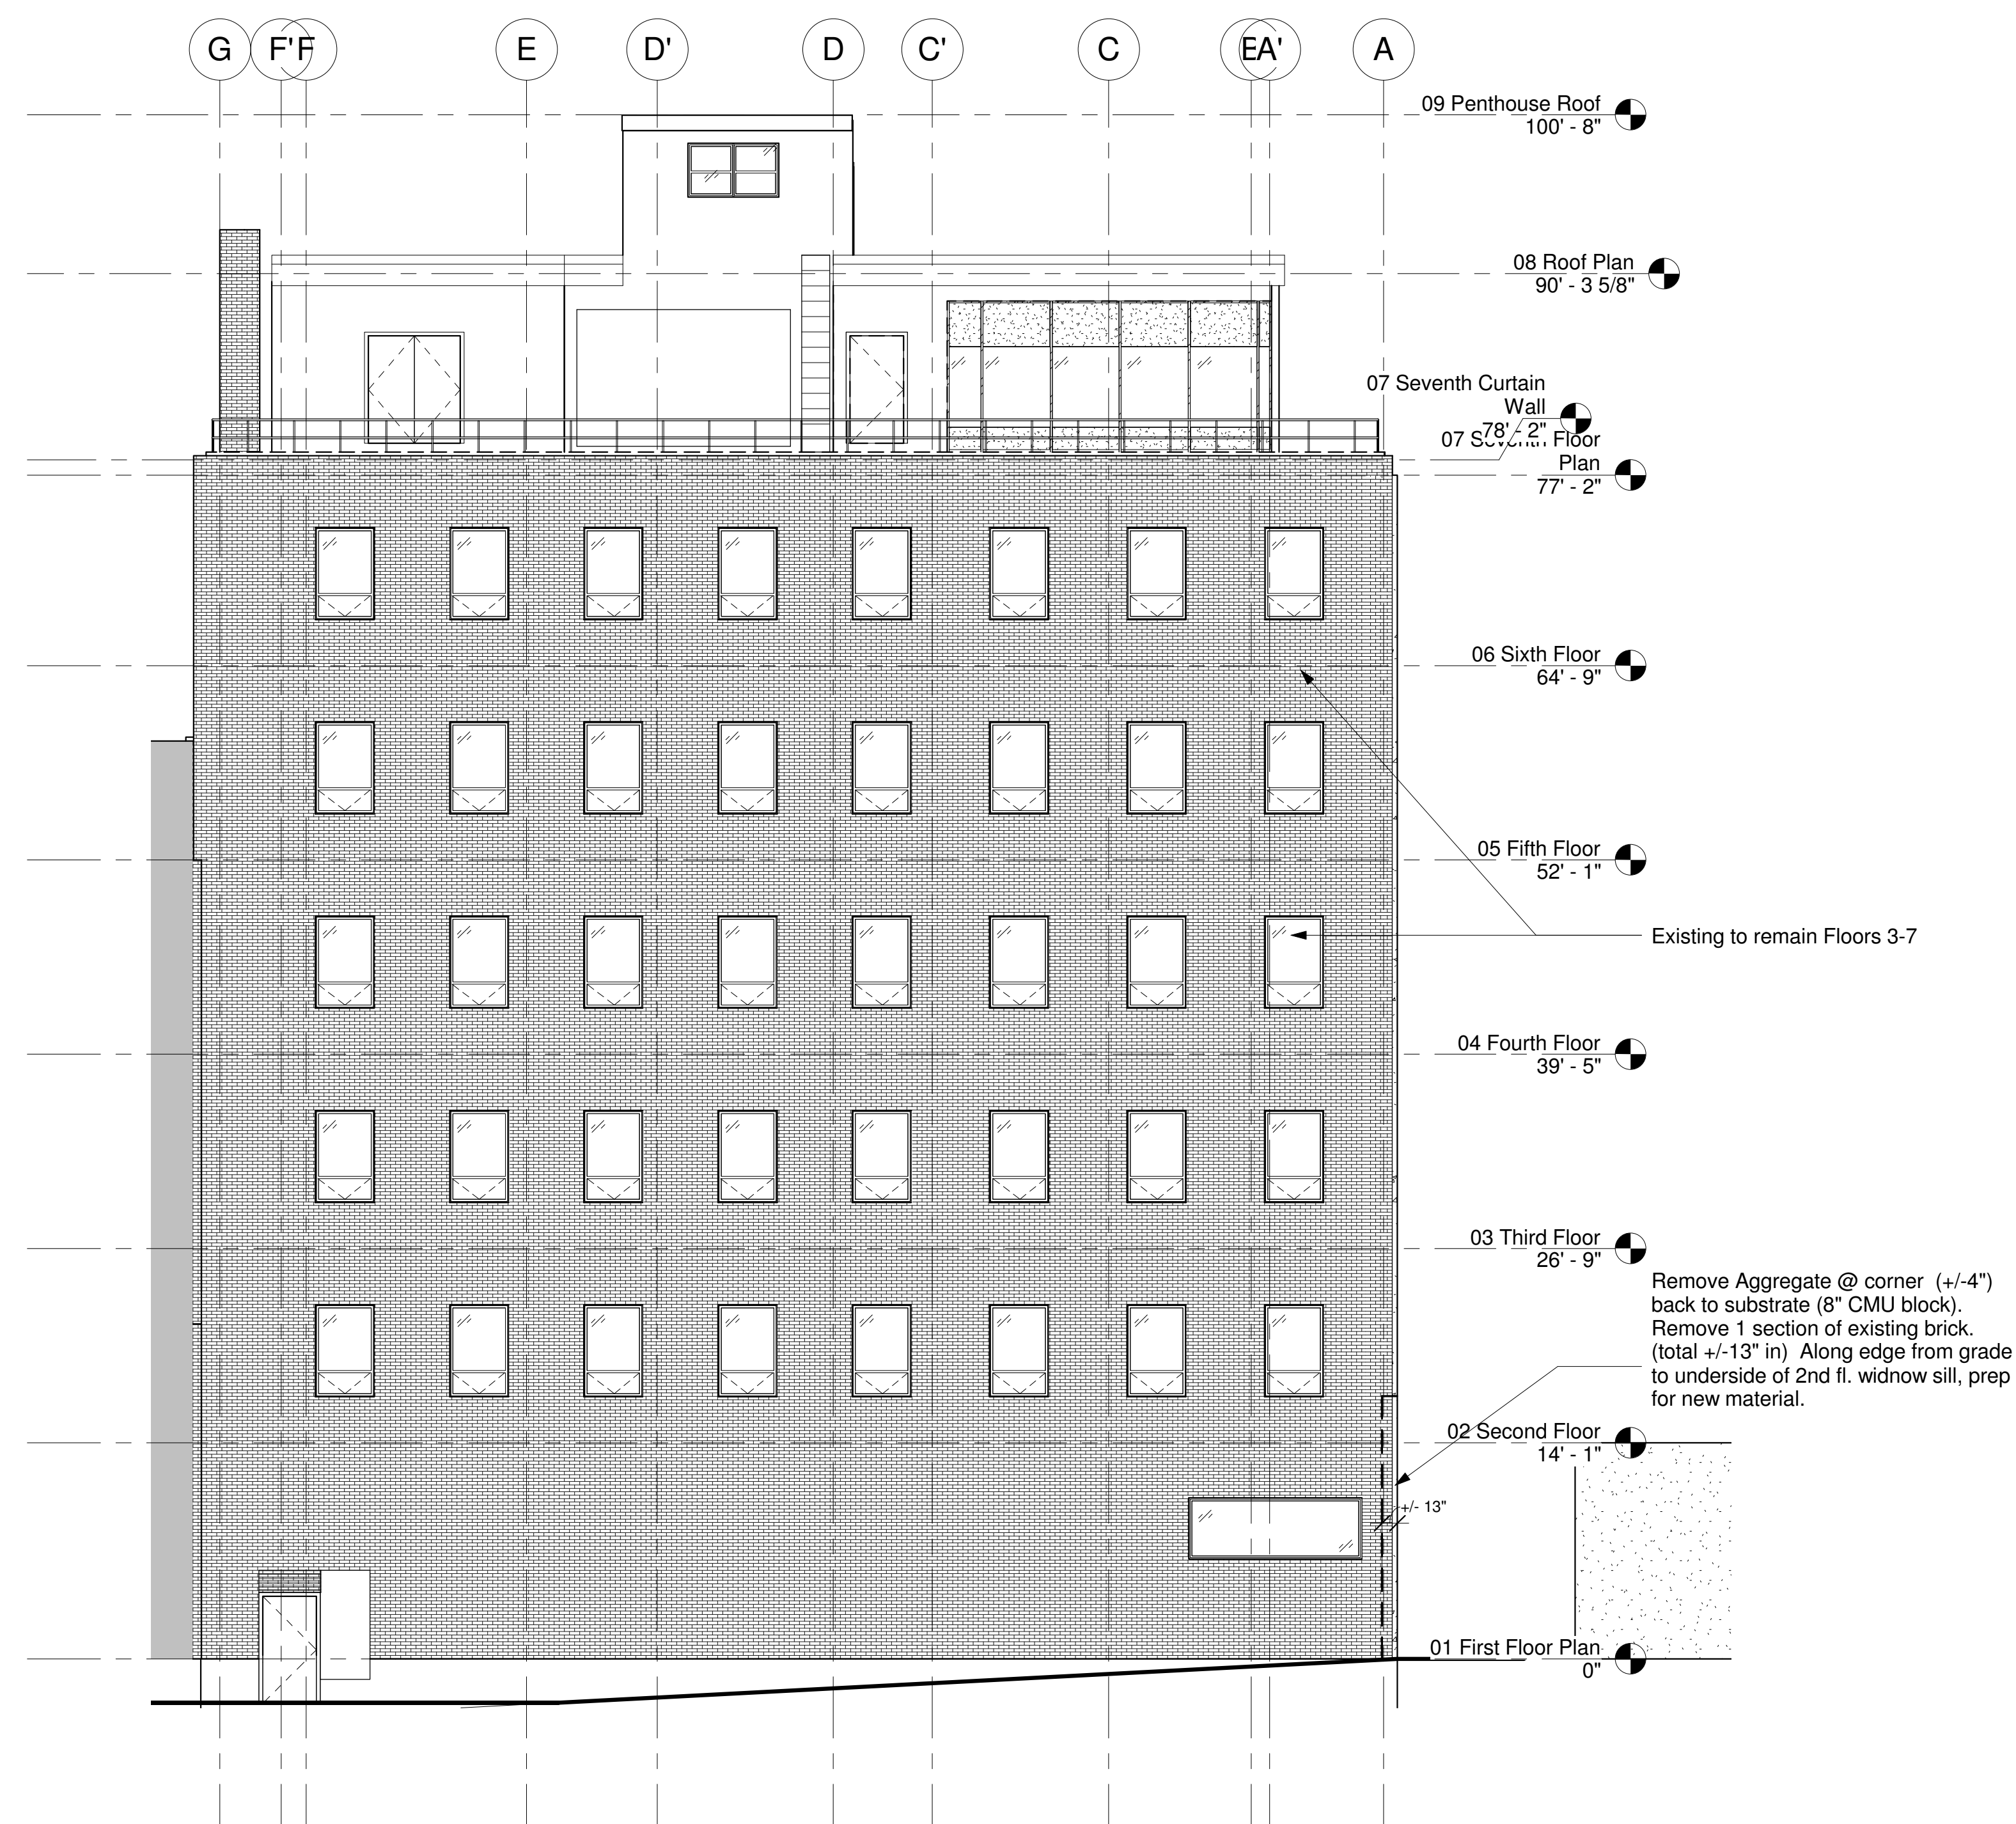 G F' F E D' D C' C B A' A
09 Penthouse Roof
100' - 8"
08 Roof Plan
90' - 3 5/8"
07 Seventh Curtain
Wall
78' - 2"
07 Seventh Floor
Plan
77' - 2"
06 Sixth Floor
64' - 9"
05 Fifth Floor
52' - 1"
Existing to remain Floors 3-7
04 Fourth Floor
39' - 5"
03 Third Floor
26' - 9"
Remove Aggregate @ corner (+/-4")
back to substrate (8" CMU block).
Remove 1 section of existing brick.
(total +/-13" in) Along edge from grade
to underside of 2nd fl. widnow sill, prep
for new material.
02 Second Floor
14' - 1"
+/- 13"
01 First Floor Plan
0"